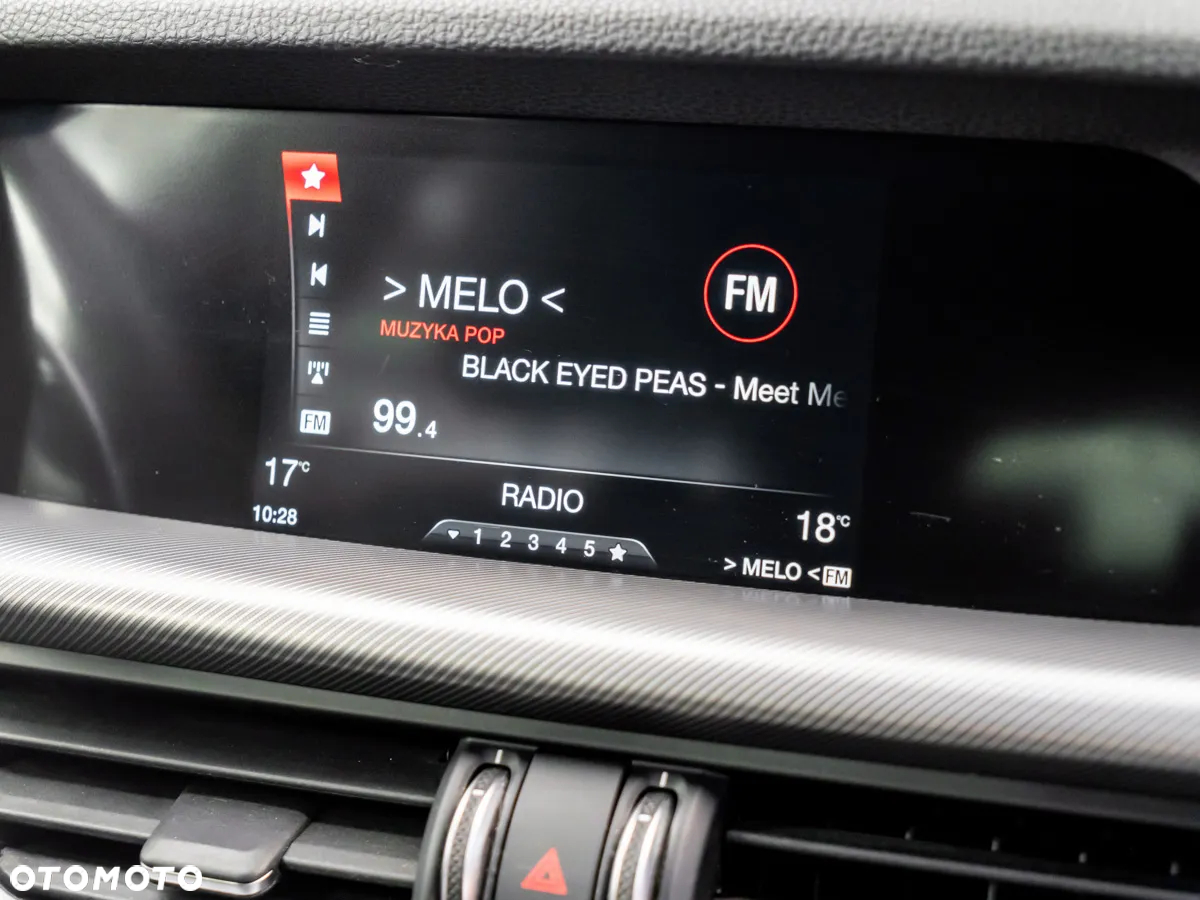 > MELO <
FM
MUZYKA POP
BLACK EYED PEAS - Meet Me
99.4
FM
17°C
RADIO
18°C
10:28
1 2 3 4 5
> MELO < FM
OTOMOTO